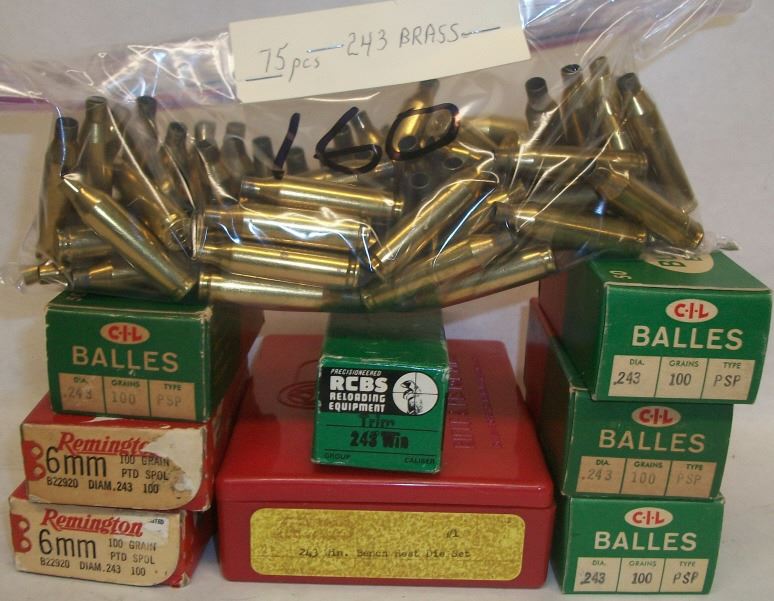 75 pcs 243 BRASS
160
C-I-L
BALLES
DIA. GRAINS TYPE
.243 100 PSP
Remington
6mm
100 GRAIN
PTD SPOL
B22920 DIAM.243 100
Remington
6mm
100 GRAIN
PTD SPOL
B22920 DIAM.243 100
PRECISIONEERED
RCBS
RELOADING
EQUIPMENT
Trim
243 Win
GROUP CALIBER
#1
243 Win. Bench Rest Die Set
50
C-I-L
BALLES
DIA. GRAINS TYPE
.243 100 PSP
C-I-L
BALLES
DIA. GRAINS TYPE
.243 100 PSP
C-I-L
BALLES
DIA. GRAINS TYPE
.243 100 PSP